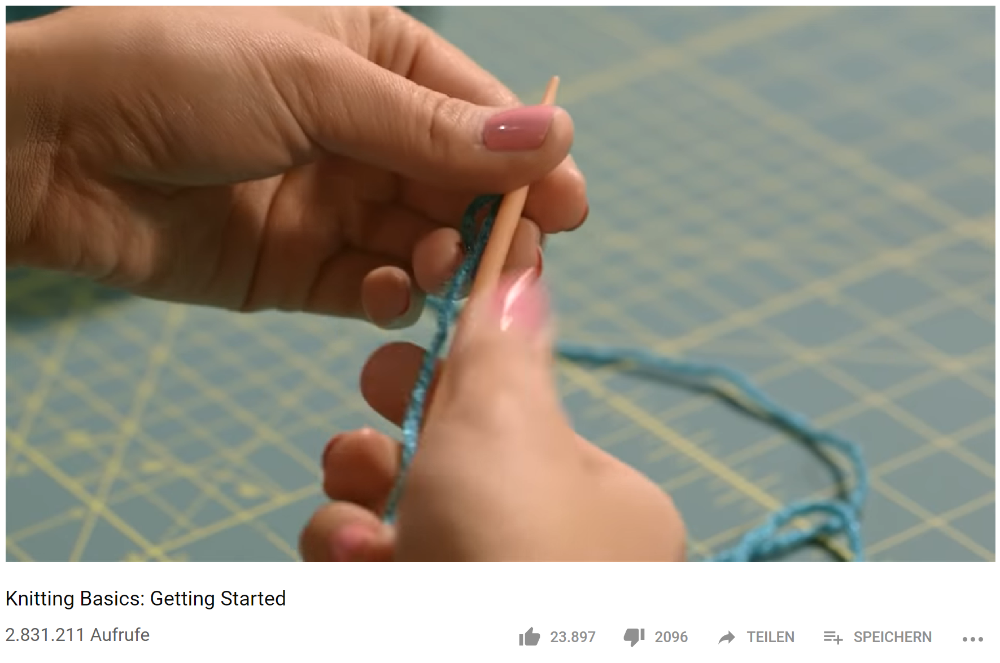 Knitting Basics: Getting Started
2.831.211 Aufrufe
23.897 2096 TEILEN SPEICHERN